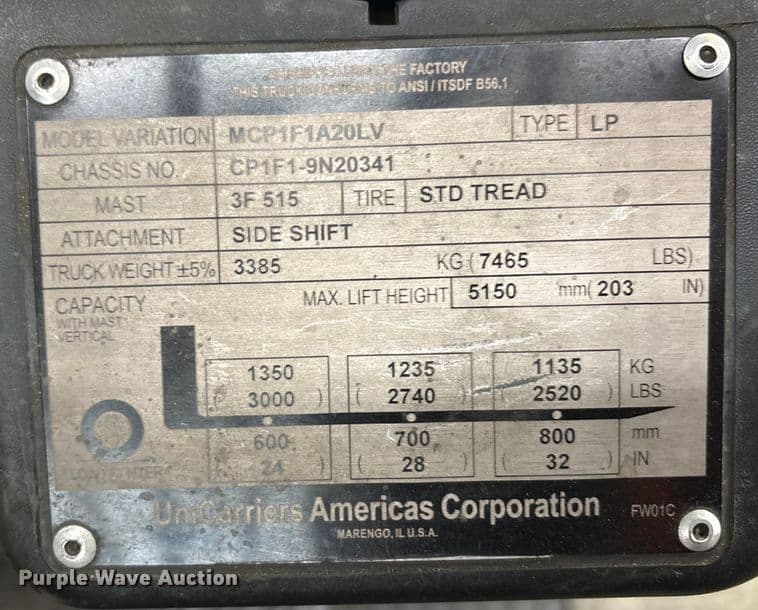 THE FACTORY
THIS TRUCK CONFORMS TO ANSI / ITSDF B56.1
MODEL VARIATION MCP1F1A20LV TYPE LP
CHASSIS NO. CP1F1-9N20341
MAST 3F 515 TIRE STD TREAD
ATTACHMENT SIDE SHIFT
TRUCK WEIGHT ±5% 3385 KG ( 7465 LBS)
CAPACITY MAX. LIFT HEIGHT 5150 mm( 203 IN)
WITH MAST
VERTICAL
1350 1235 1135 KG
( 3000 ) ( 2740 ) ( 2520 ) LBS
600 700 800 mm
( 24 ) ( 28 ) ( 32 ) IN
LOAD CENTER
UniCarriers Americas Corporation FW01C
MARENGO, IL U.S.A.
Purple Wave Auction